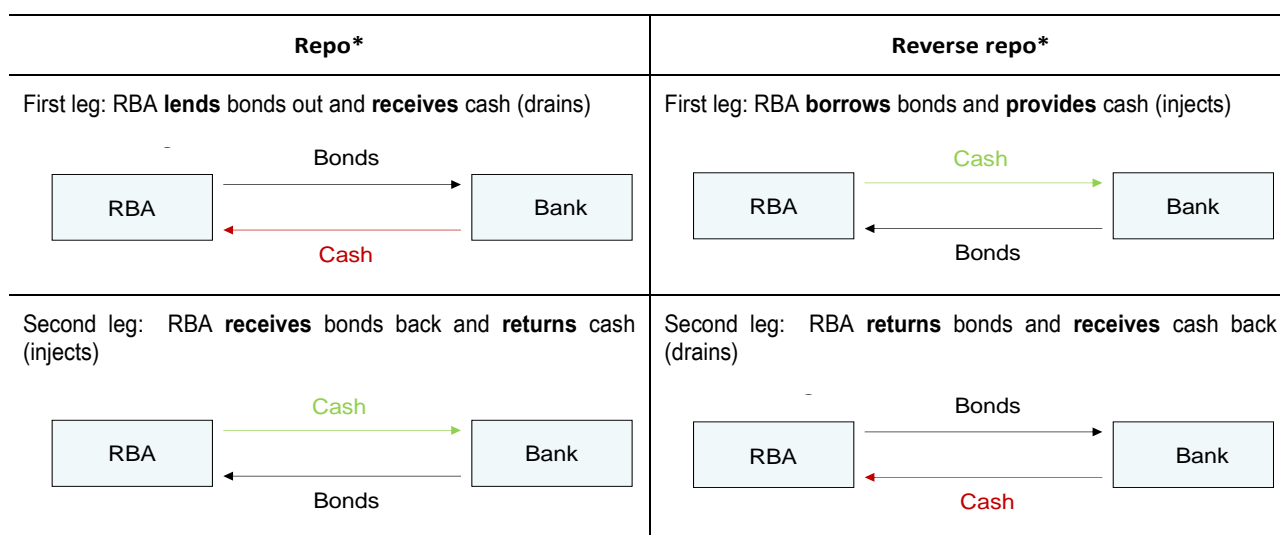 Repo*
Reverse repo*
First leg: RBA lends bonds out and receives cash (drains)
Bonds
RBA
Bank
Cash
First leg: RBA borrows bonds and provides cash (injects)
Cash
RBA
Bank
Bonds
Second leg: RBA receives bonds back and returns cash
(injects)
Cash
RBA
Bank
Bonds
Second leg: RBA returns bonds and receives cash back
(drains)
Bonds
RBA
Bank
Cash